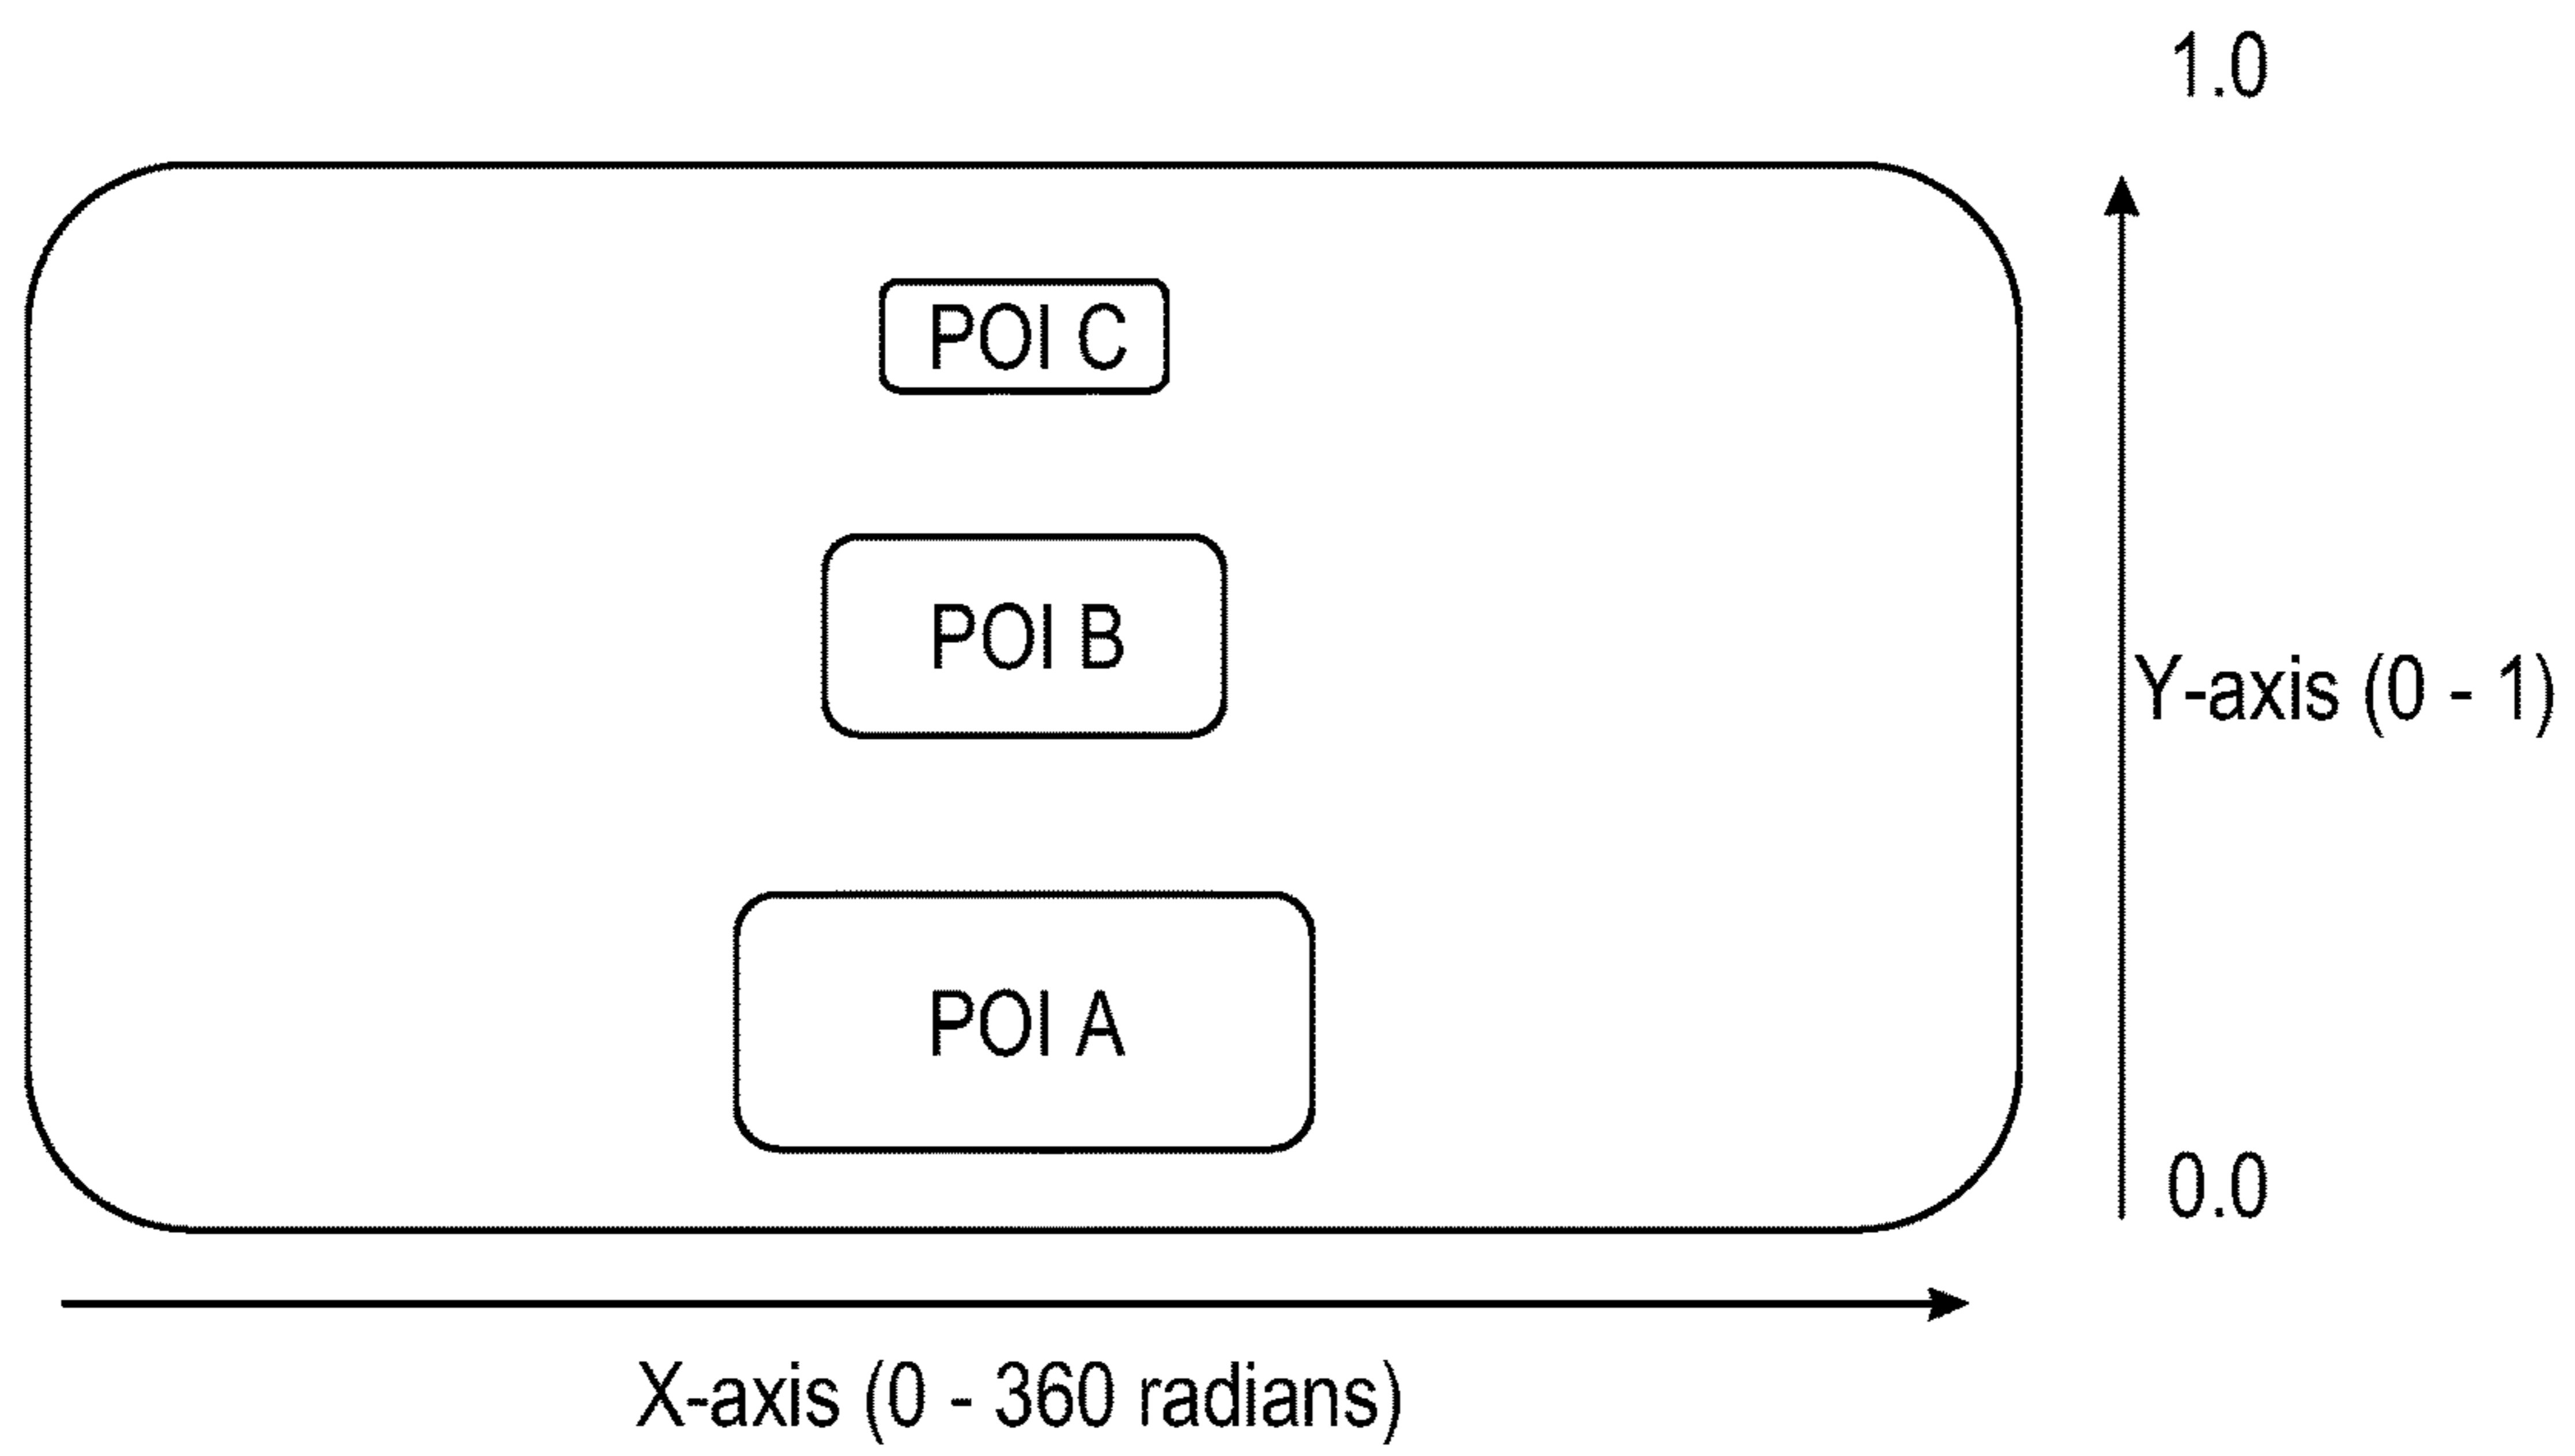 1.0
POI C
POI B
Y-axis (0 - 1)
POI A
0.0
X-axis (0 - 360 radians)